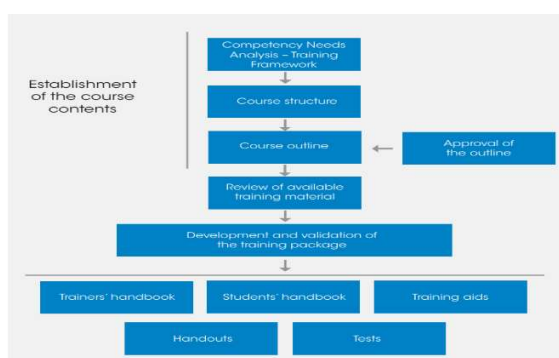 Competency Needs
Analysis – Training
Framework
Establishment
of the course
contents
Course structure
Course outline
Approval of
the outline
Review of available
training material
Development and validation of
the training package
Trainers' handbook
Students' handbook
Training aids
Handouts
Tests